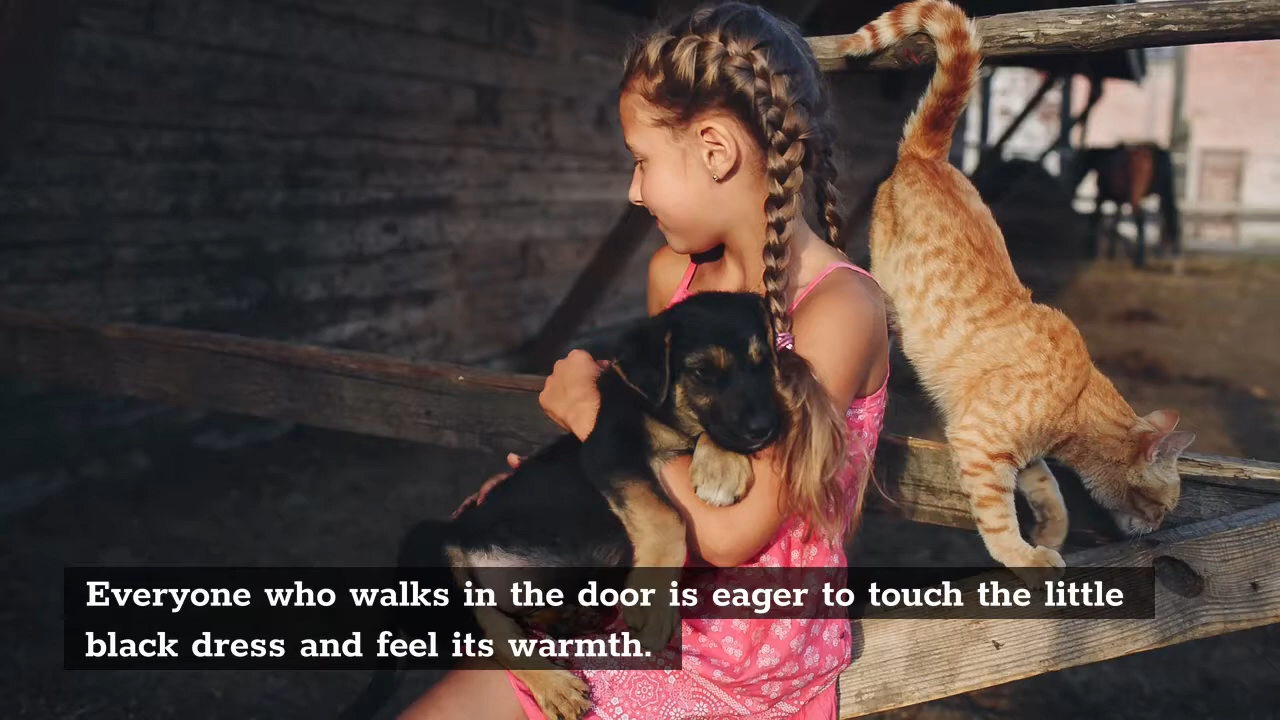 Everyone who walks in the door is eager to touch the little
black dress and feel its warmth.